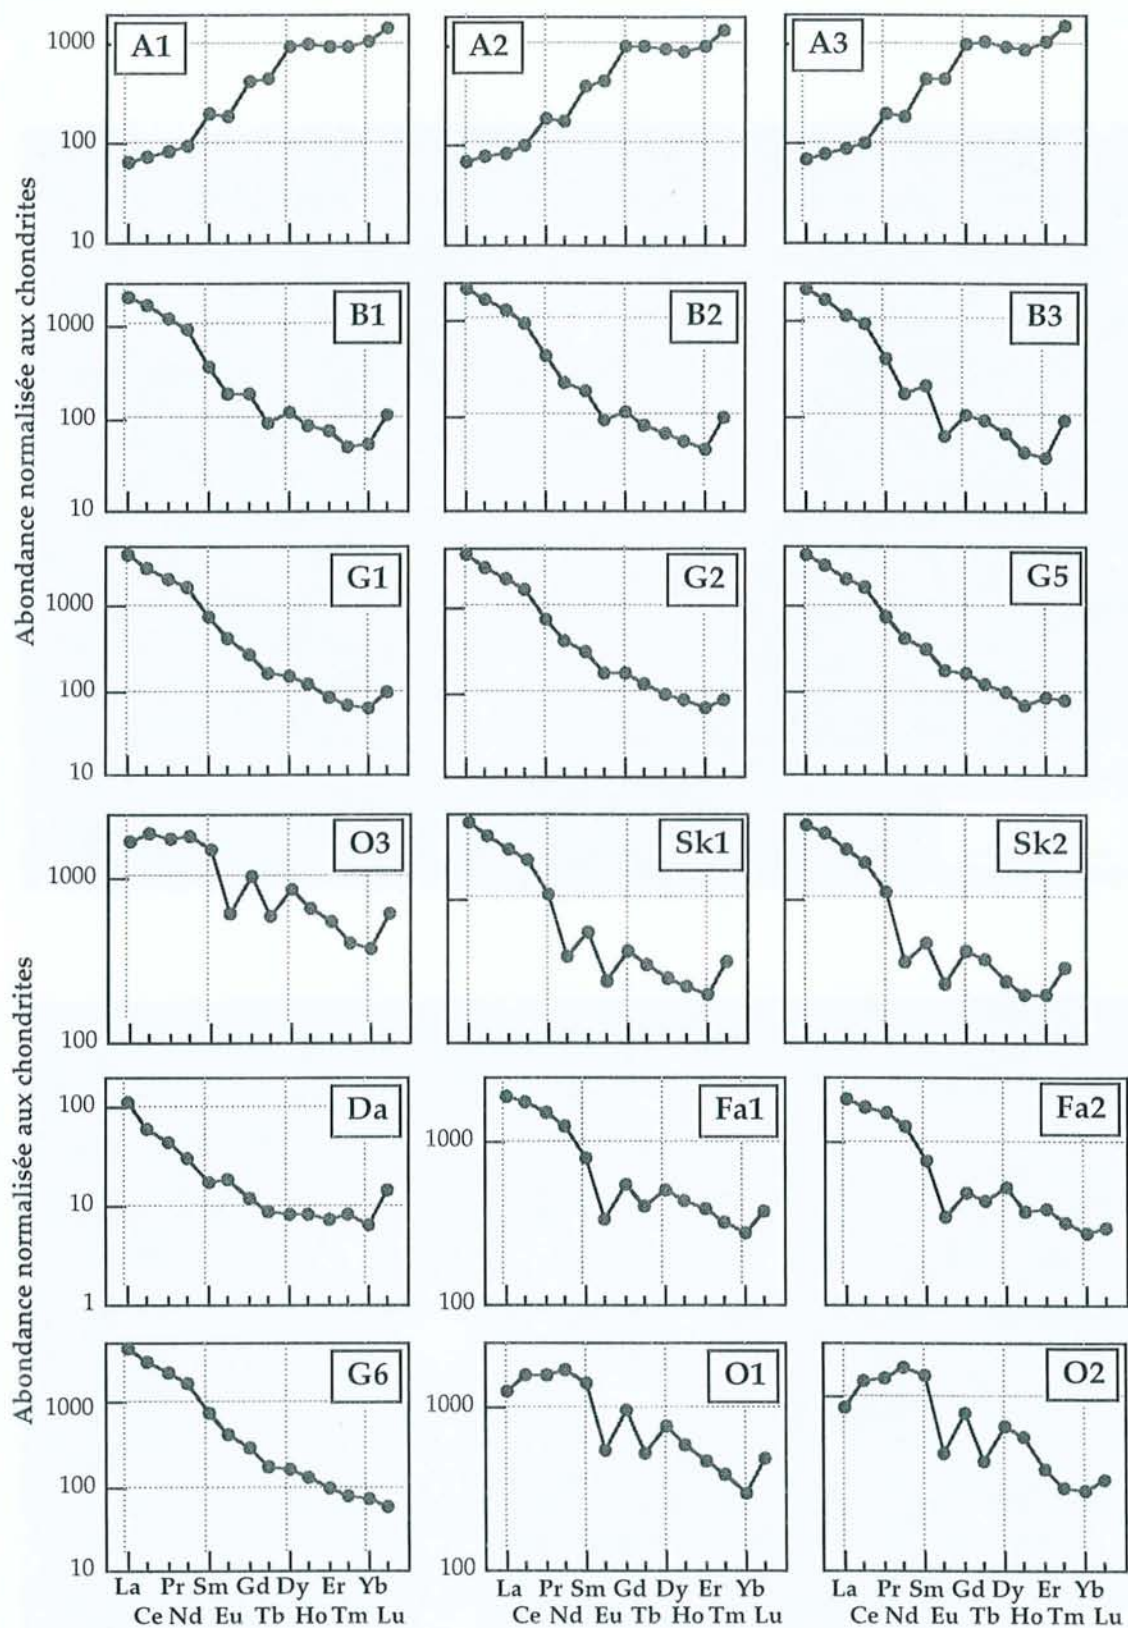 1000
100
10
A1
A2
A3
Abondance normalisée aux chondrites
1000
100
10
B1
B2
B3
1000
100
10
G1
G2
G5
1000
100
O3
Sk1
Sk2
Abondance normalisée aux chondrites
100
10
1
Da
1000
100
Fa1
Fa2
1000
100
10
G6
1000
100
O1
O2
La Pr Sm Gd Dy Er Yb
Ce Nd Eu Tb Ho Tm Lu
La Pr Sm Gd Dy Er Yb
Ce Nd Eu Tb Ho Tm Lu
La Pr Sm Gd Dy Er Yb
Ce Nd Eu Tb Ho Tm Lu